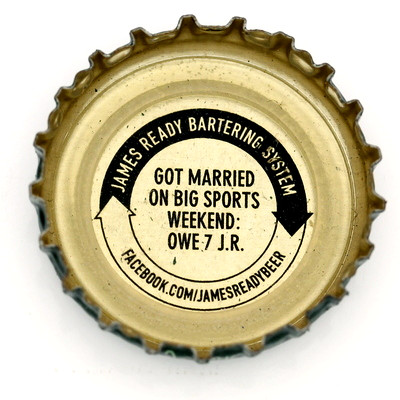 JAMES READY BARTERING SYSTEM
GOT MARRIED
ON BIG SPORTS
WEEKEND:
OWE 7 J.R.
FACEBOOK.COM/JAMESREADYBEER